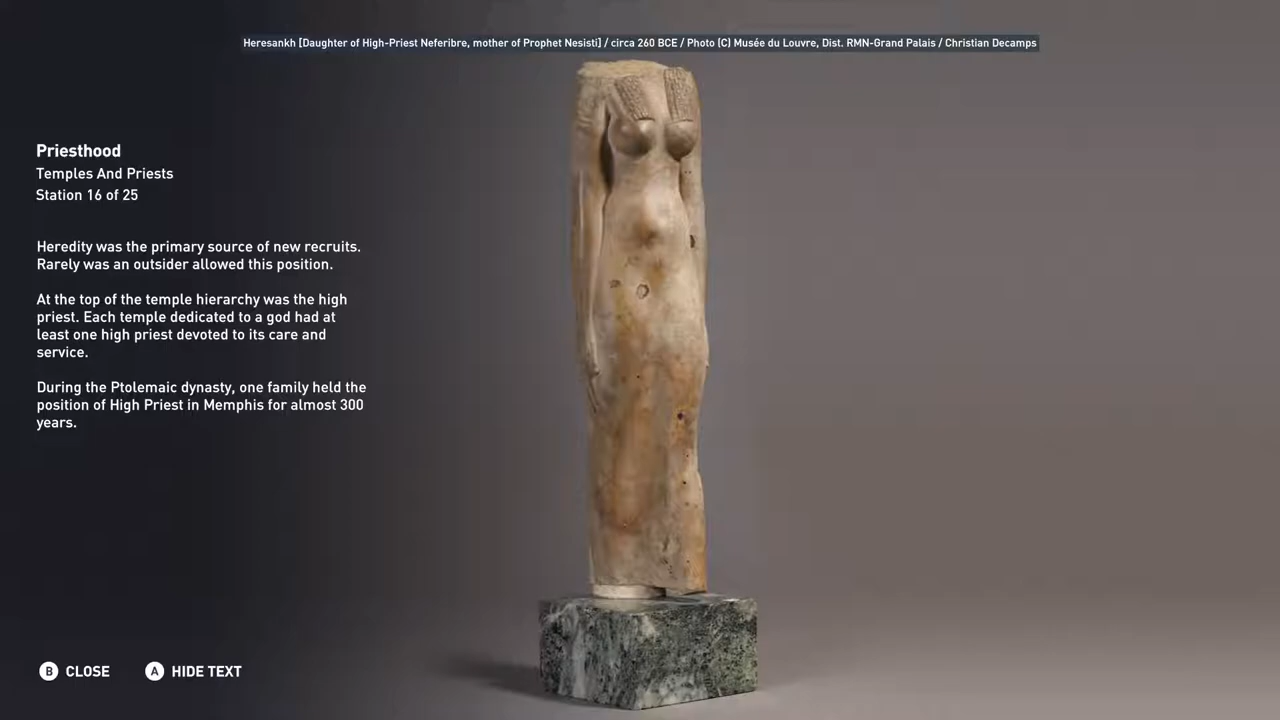 Heresankh [Daughter of High-Priest Neferibre, mother of Prophet Nesisti] / circa 260 BCE / Photo (C) Musée du Louvre, Dist. RMN-Grand Palais / Christian Decamps
Priesthood
Temples And Priests
Station 16 of 25
Heredity was the primary source of new recruits.
Rarely was an outsider allowed this position.
At the top of the temple hierarchy was the high
priest. Each temple dedicated to a god had at
least one high priest devoted to its care and
service.
During the Ptolemaic dynasty, one family held the
position of High Priest in Memphis for almost 300
years.
B CLOSE A HIDE TEXT